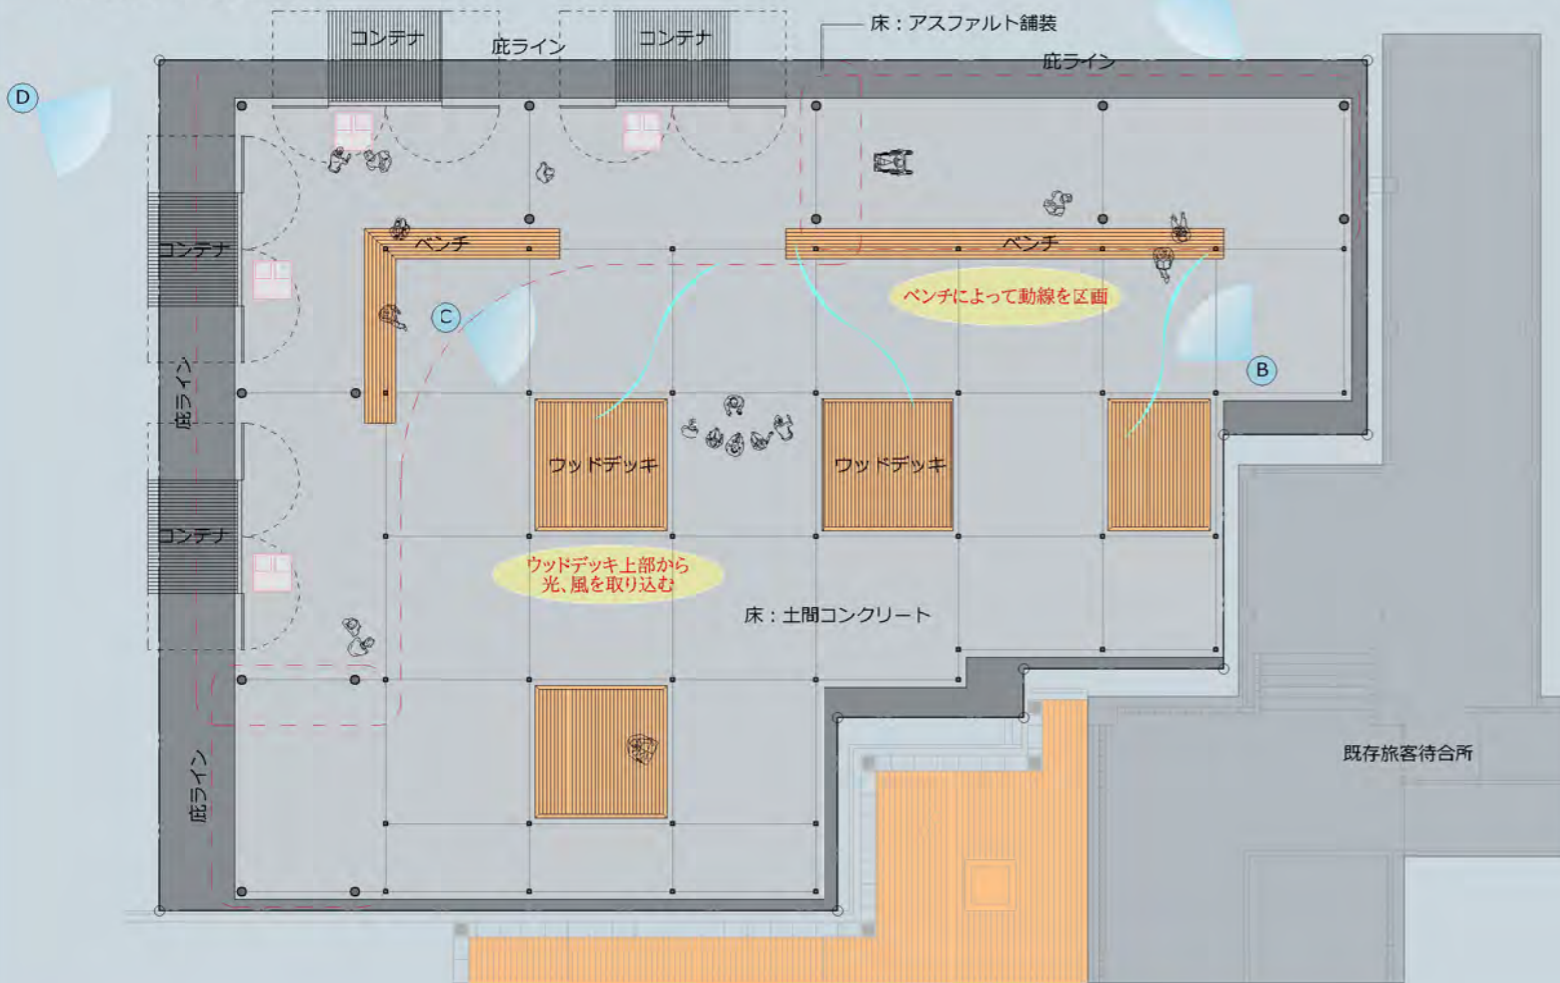 床：アスファルト舗装
コンテナ
庇ライン
コンテナ
庇ライン
D
コンテナ
ベンチ
ベンチ
ベンチによって動線を区画
C
B
庇ライン
ウッドデッキ
ウッドデッキ
コンテナ
ウッドデッキ上部から
光、風を取り込む
床：土間コンクリート
庇ライン
既存旅客待合所